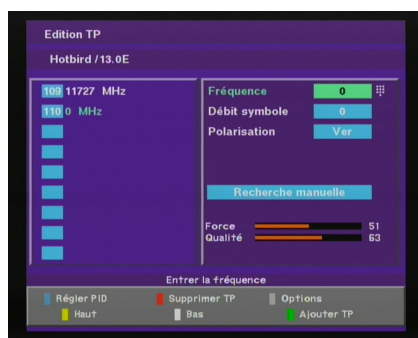 Edition TP
Hotbird /13.0E
109 11727 MHz
110 0 MHz
Fréquence 0
Débit symbole 0
Polarisation Ver
Recherche manuelle
Force 51
Qualité 63
Entrer la fréquence
Régler PID Supprimer TP Options
Haut Bas Ajouter TP